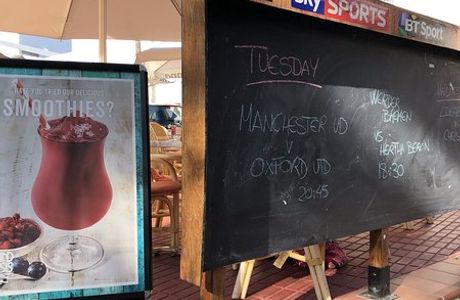 HAVE YOU TRIED OUR DELICIOUS
SMOOTHIES?
sky SPORTS
BT Sport
TUESDAY
MANCHESTER UD
V
OXFORD UD
20:45
WERDER
BREMEN
VS
HERTHA BERLIN
18:30